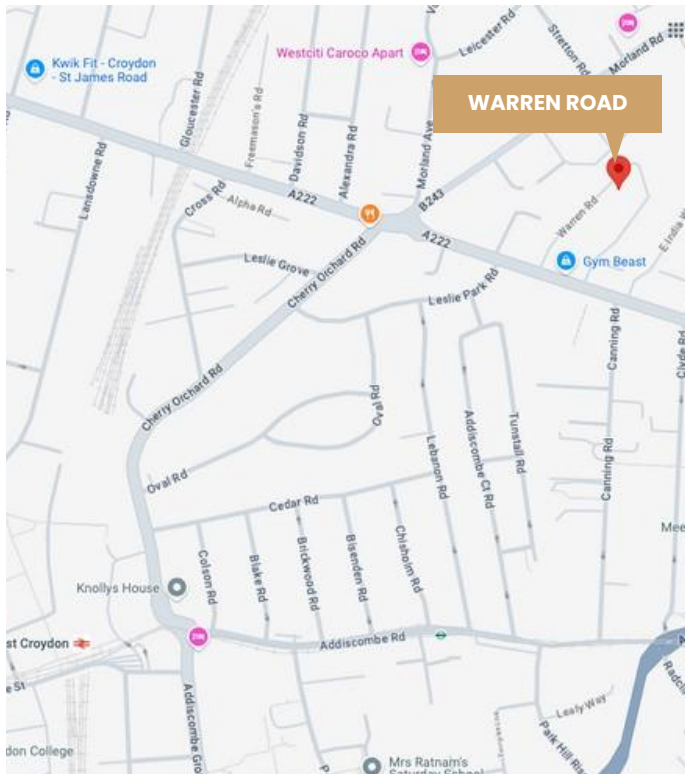 Westciti Caroco Apart
Leicester Rd
Stretton Rd
Morland Rd
Kwik Fit - Croydon
- St James Road
Gloucester Rd
Freemason's Rd
Davidson Rd
Alexandra Rd
Morland Ave
WARREN ROAD
Lansdowne Rd
Cross Rd
Alpha Rd
A222
B243
Warren Rd
E India W
A222
Gym Beast
Leslie Grove
Cherry Orchard Rd
Leslie Park Rd
Canning Rd
Clyde Rd
Cherry Orchard Rd
Oval Rd
Addiscombe Ct Rd
Tunstall Rd
Lebanon Rd
Canning Rd
Oval Rd
Cedar Rd
Mee
Colson Rd
Blake Rd
Brickwood Rd
Bisenden Rd
Chisholm Rd
Knollys House
st Croydon
Addiscombe Rd
A
e St
Addiscombe Gro
Radcli
Lealy Way
Park Hill Ris
don College
P
Mrs Ratnam's
Saturday School